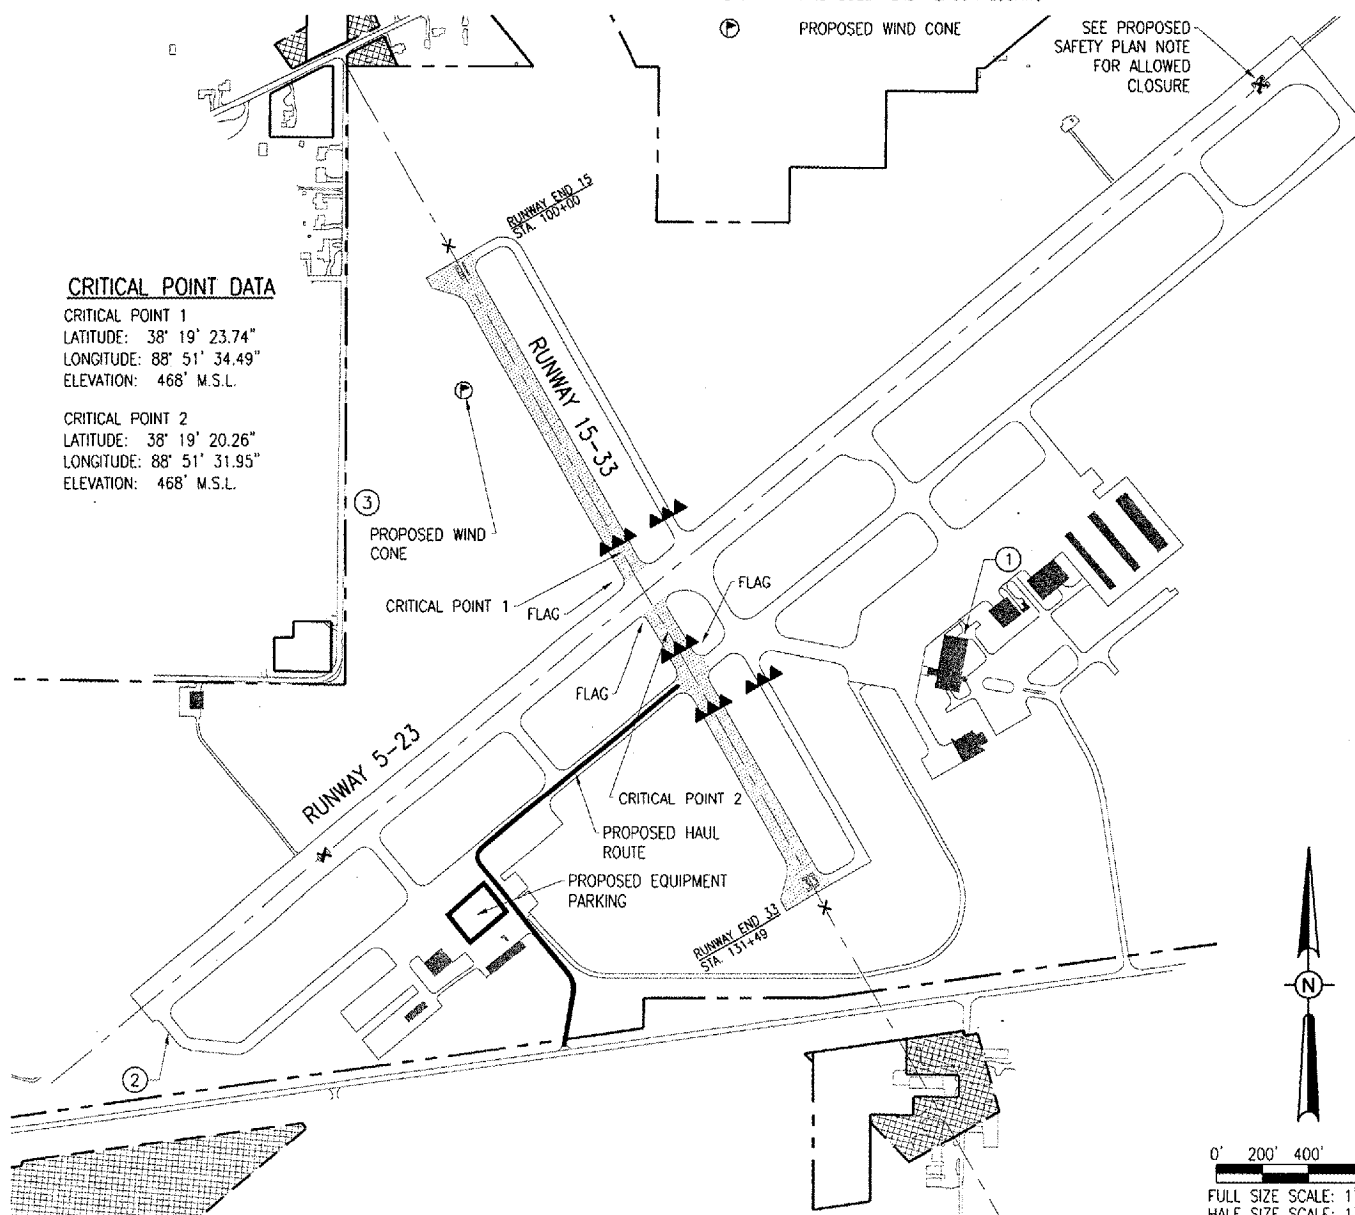 PROPOSED WIND CONE
SEE PROPOSED
SAFETY PLAN NOTE
FOR ALLOWED
CLOSURE
RUNWAY END 15
STA. 100+00
CRITICAL POINT DATA
CRITICAL POINT 1
LATITUDE: 38° 19' 23.74"
LONGITUDE: 88° 51' 34.49"
ELEVATION: 468' M.S.L.
CRITICAL POINT 2
LATITUDE: 38° 19' 20.26"
LONGITUDE: 88° 51' 31.95"
ELEVATION: 468' M.S.L.
RUNWAY 15-33
3
PROPOSED WIND
CONE
1
CRITICAL POINT 1
FLAG
FLAG
FLAG
RUNWAY 5-23
CRITICAL POINT 2
PROPOSED HAUL
ROUTE
PROPOSED EQUIPMENT
PARKING
33
RUNWAY END 33
STA. 131+49
N
2
0' 200' 400'
FULL SIZE SCALE: 1
HALF SIZE SCALE: 1